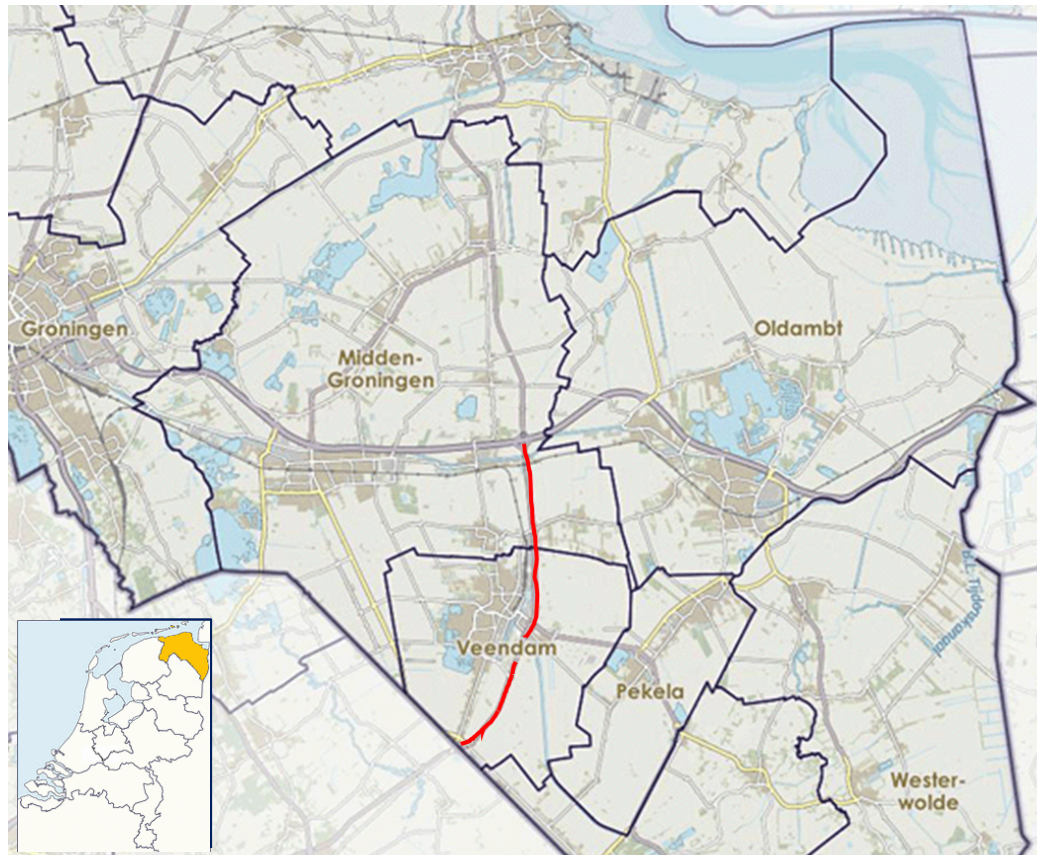 Groningen
Midden-
Groningen
Oldambt
Veendam
Pekela
Wester-
wolde
B.L. Tijdenskanaal